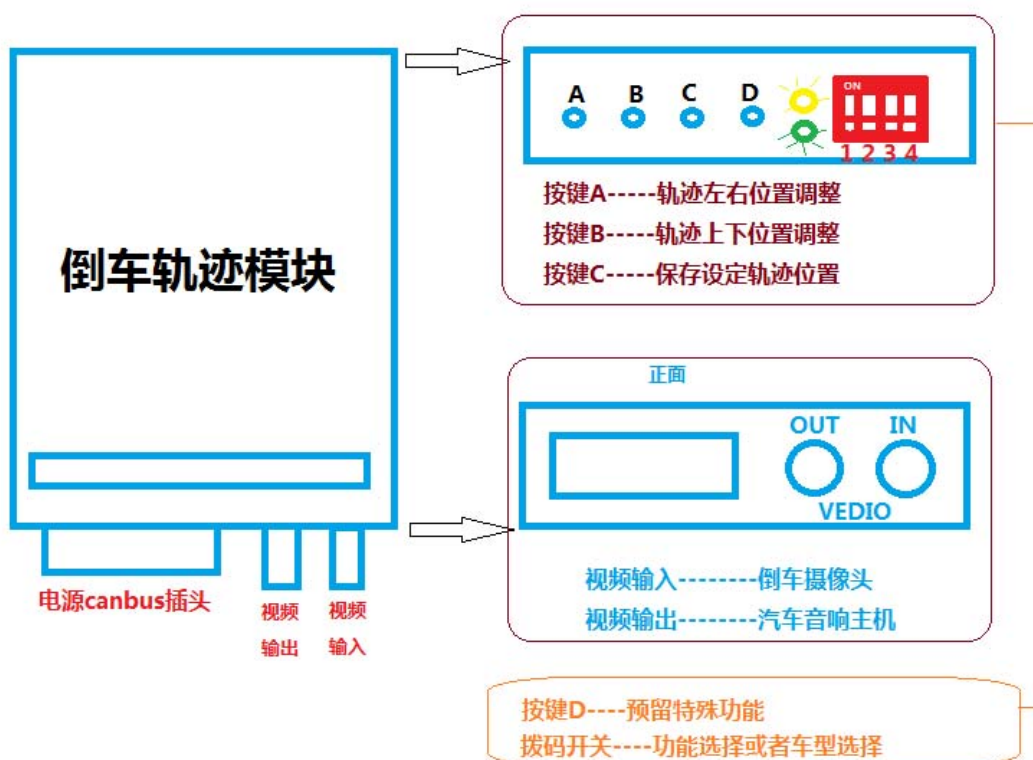 倒车轨迹模块
电源canbus插头
视频
输出
视频
输入
A B C D
ON
1 2 3 4
按键A-----轨迹左右位置调整
按键B-----轨迹上下位置调整
按键C-----保存设定轨迹位置
正面
OUT IN
VEDIO
视频输入--------倒车摄像头
视频输出--------汽车音响主机
按键D----预留特殊功能
拨码开关----功能选择或者车型选择